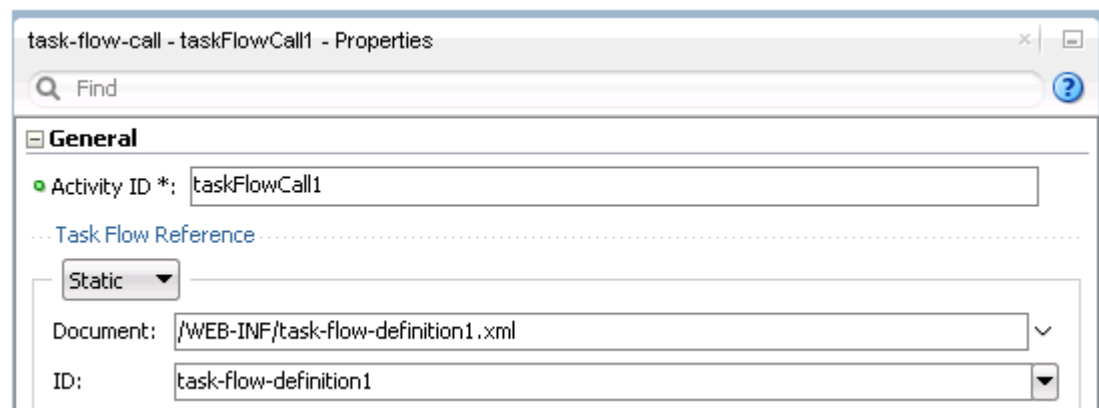 task-flow-call - taskFlowCall1 - Properties
Find
General
Activity ID *: taskFlowCall1
Task Flow Reference
Static
Document: /WEB-INF/task-flow-definition1.xml
ID: task-flow-definition1